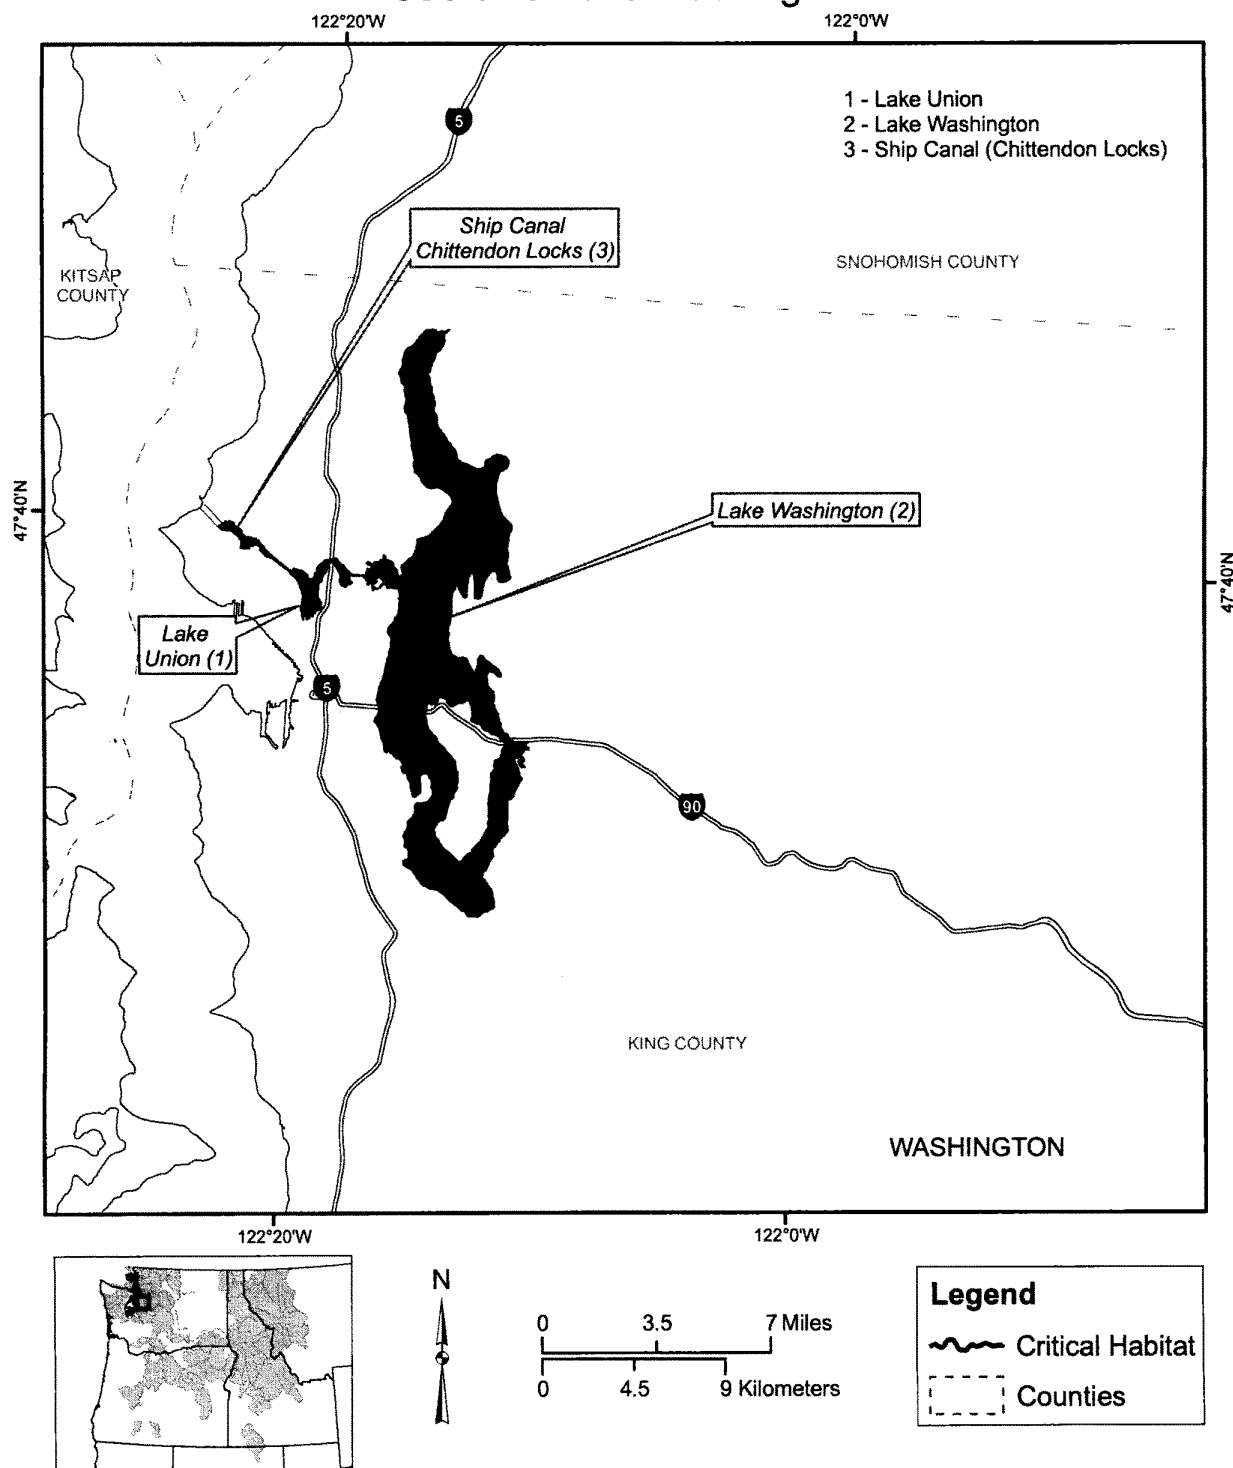 122°20'W
122°0'W
1 - Lake Union
2 - Lake Washington
3 - Ship Canal (Chittendon Locks)
5
Ship Canal
Chittendon Locks (3)
KITSAP
COUNTY
SNOHOMISH COUNTY
47°40'N
Lake Washington (2)
47°40'N
Lake
Union (1)
5
90
KING COUNTY
WASHINGTON
122°20'W
122°0'W
N
0 3.5 7 Miles
0 4.5 9 Kilometers
Legend
Critical Habitat
Counties